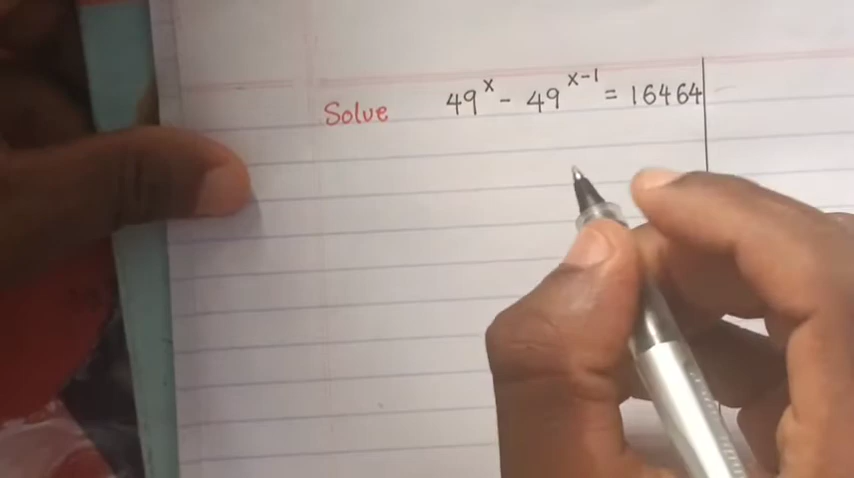 Solve 49^x - 49^(x-1) = 16464